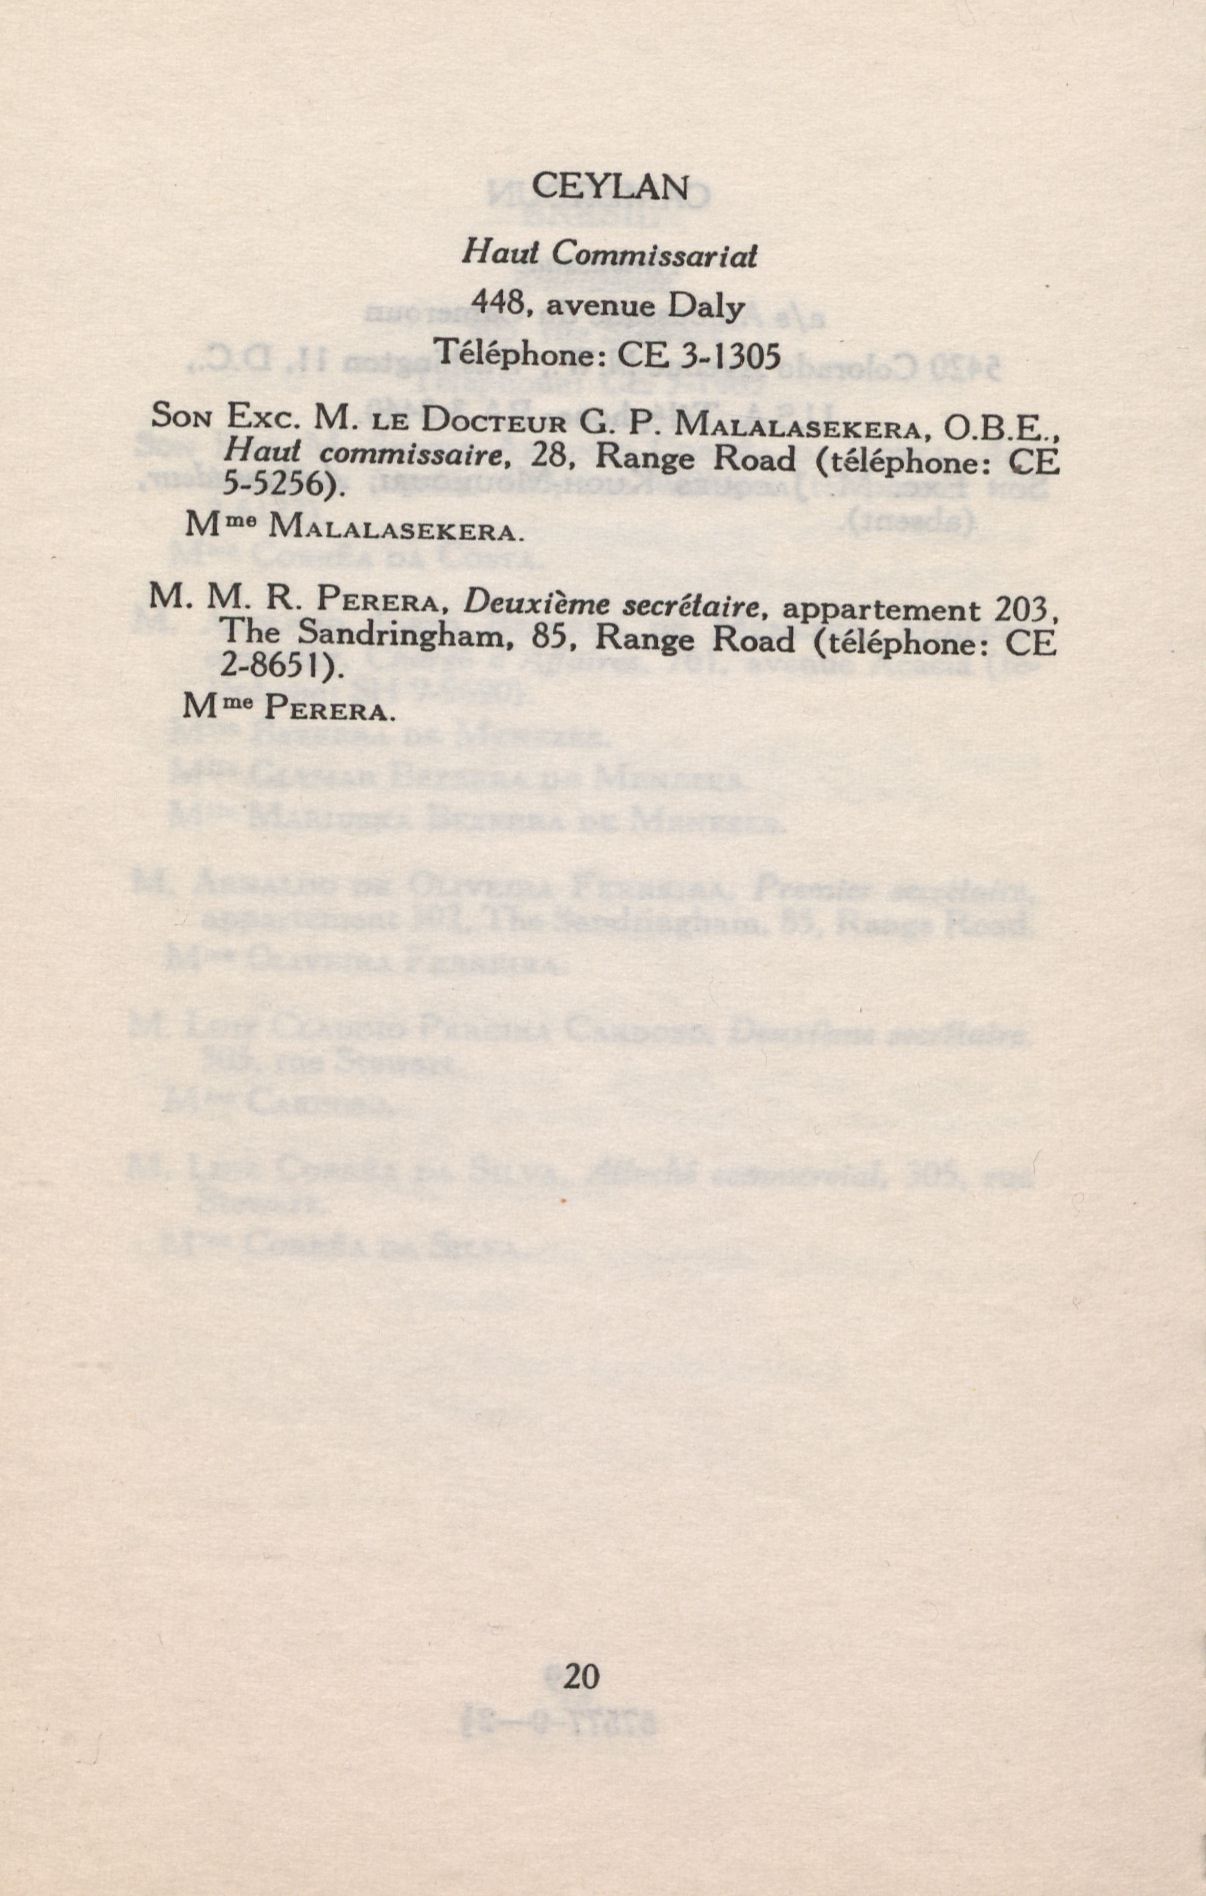 CEYLAN
Haut Commissariat
448, avenue Daly
Téléphone: CE 3-1305
SON EXC. M. LE DOCTEUR G. P. MALALASEKERA, O.B.E.,
Haut commissaire, 28, Range Road (téléphone: CE
5-5256).
Mme MALALASEKERA.
M. M. R. PERERA, Deuxième secrétaire, appartement 203,
The Sandringham, 85, Range Road (téléphone: CE
2-8651).
Mme PERERA.
20